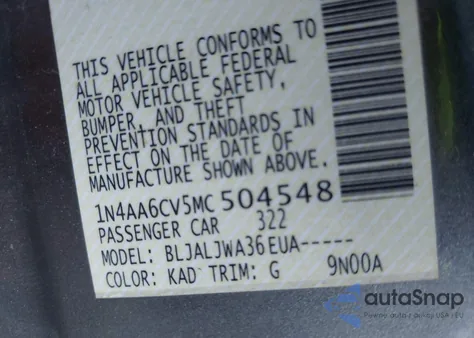 THIS VEHICLE CONFORMS TO
ALL APPLICABLE FEDERAL
MOTOR VEHICLE SAFETY,
BUMPER, AND THEFT
PREVENTION STANDARDS IN
EFFECT ON THE DATE OF
MANUFACTURE SHOWN ABOVE.
1N4AA6CV5MC504548
PASSENGER CAR 322
MODEL: BLJALJWA36EUA-----
COLOR: KAD TRIM: G 9N00A
autaSnap